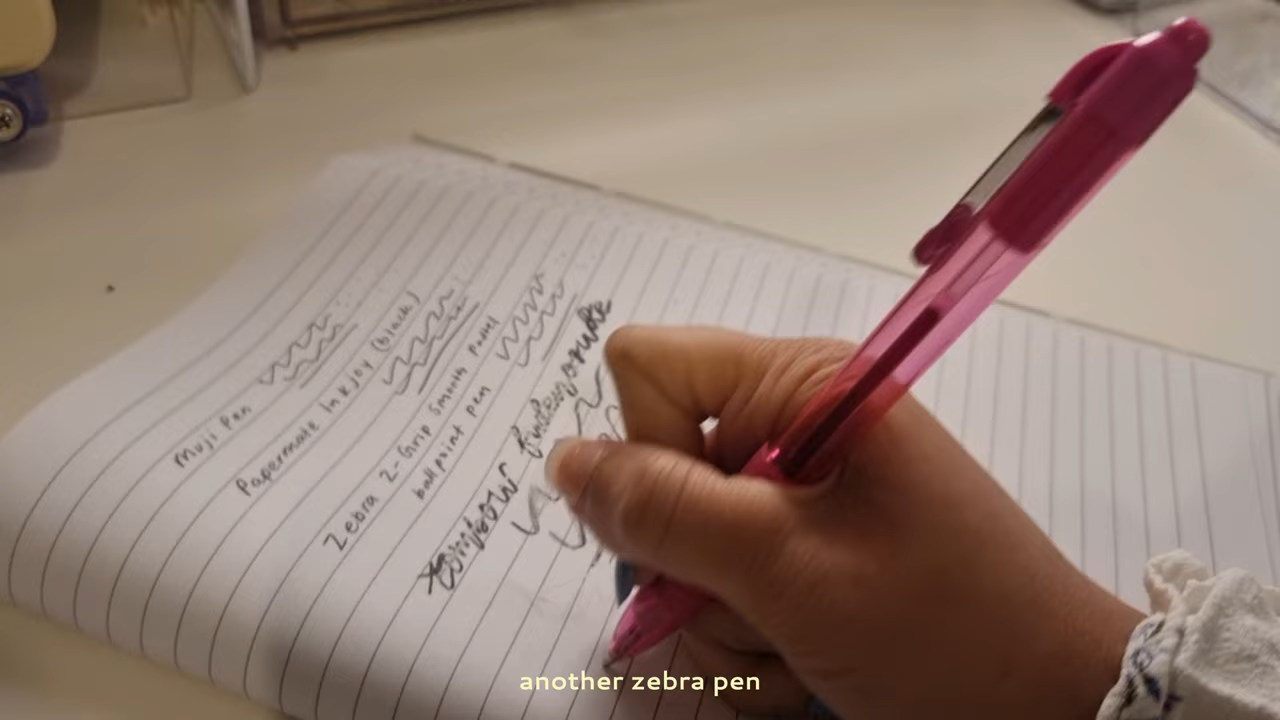 Muji Pen
Papermate Inkjoy (black)
Zebra Z-Grip Smooth Pastel
ballpoint pen
another zebra pen